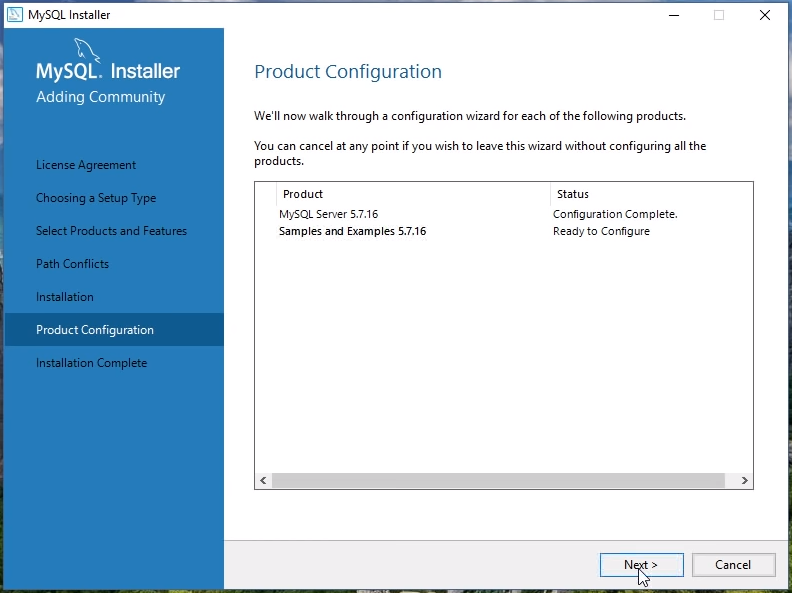 MySQL Installer
MySQL. Installer
Adding Community
License Agreement
Choosing a Setup Type
Select Products and Features
Path Conflicts
Installation
Product Configuration
Installation Complete
Product Configuration
We'll now walk through a configuration wizard for each of the following products.
You can cancel at any point if you wish to leave this wizard without configuring all the
products.
Product Status
MySQL Server 5.7.16 Configuration Complete.
Samples and Examples 5.7.16 Ready to Configure
Next > Cancel